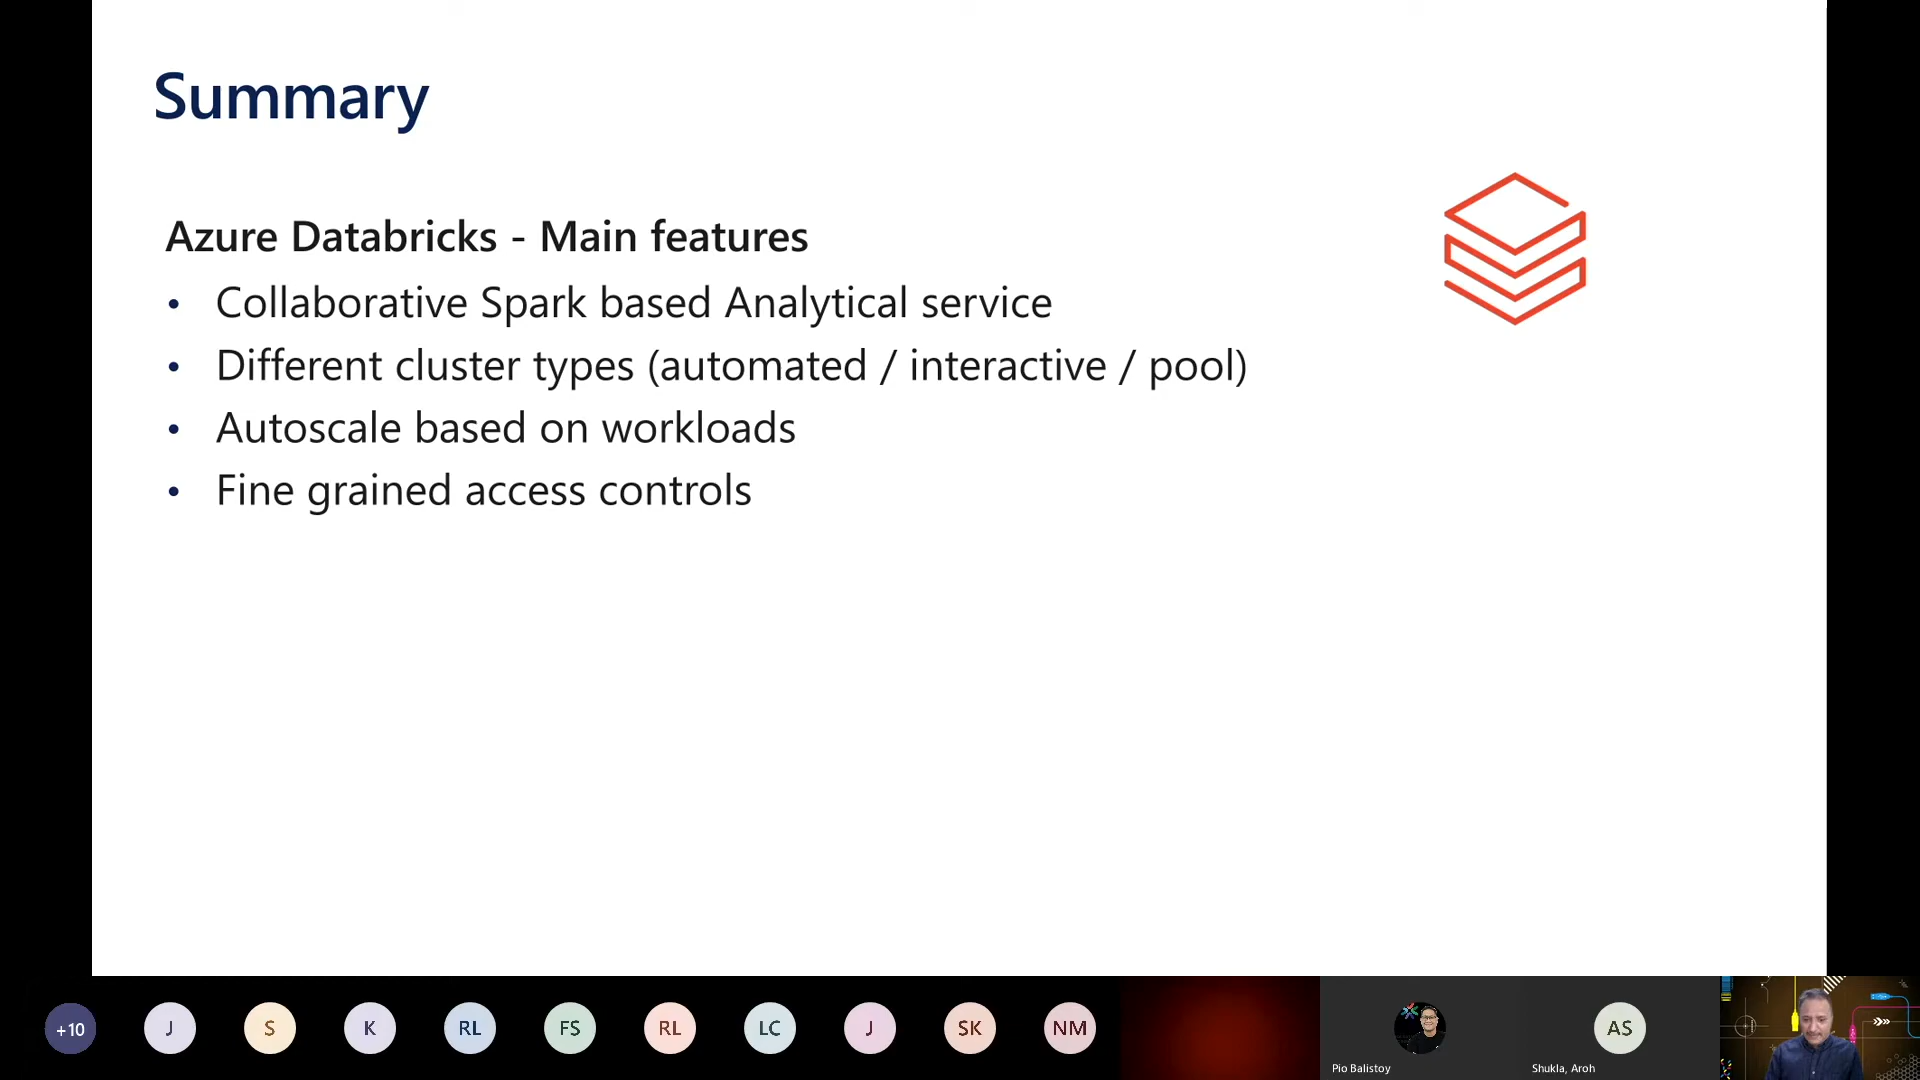 Summary
Azure Databricks - Main features
• Collaborative Spark based Analytical service
• Different cluster types (automated / interactive / pool)
• Autoscale based on workloads
• Fine grained access controls
+10
J
S
K
RL
FS
RL
LC
J
SK
NM
Pio Balistoy
AS
Shukla, Aroh